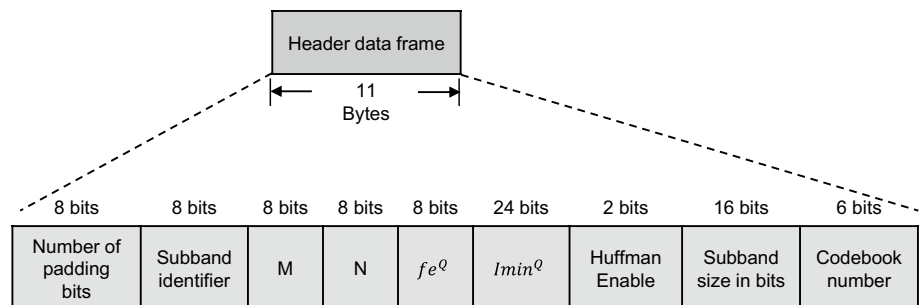 Header data frame
11
Bytes
8 bits 8 bits 8 bits 8 bits 8 bits 24 bits 2 bits 16 bits 6 bits
Number of padding bits
Subband identifier
M
N
fe^Q
Imin^Q
Huffman Enable
Subband size in bits
Codebook number